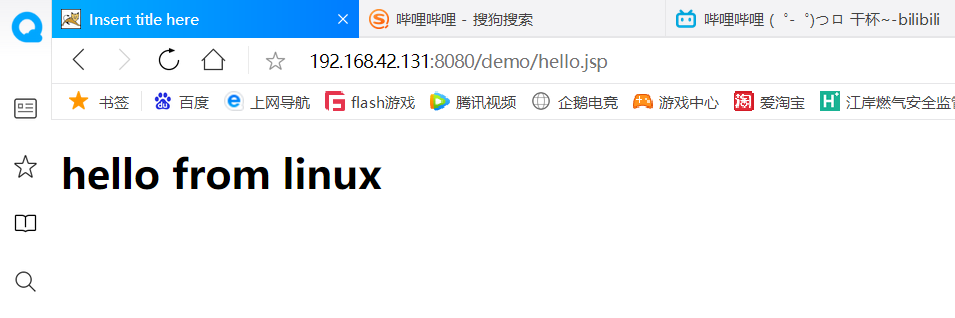 Insert title here 哔哩哔哩 - 搜狗搜索 哔哩哔哩 (゜-゜)つロ 干杯~-bilibili
192.168.42.131:8080/demo/hello.jsp
书签 百度 上网导航 flash游戏 腾讯视频 企鹅电竞 游戏中心 淘 爱淘宝 H 江岸燃气安全监管
hello from linux